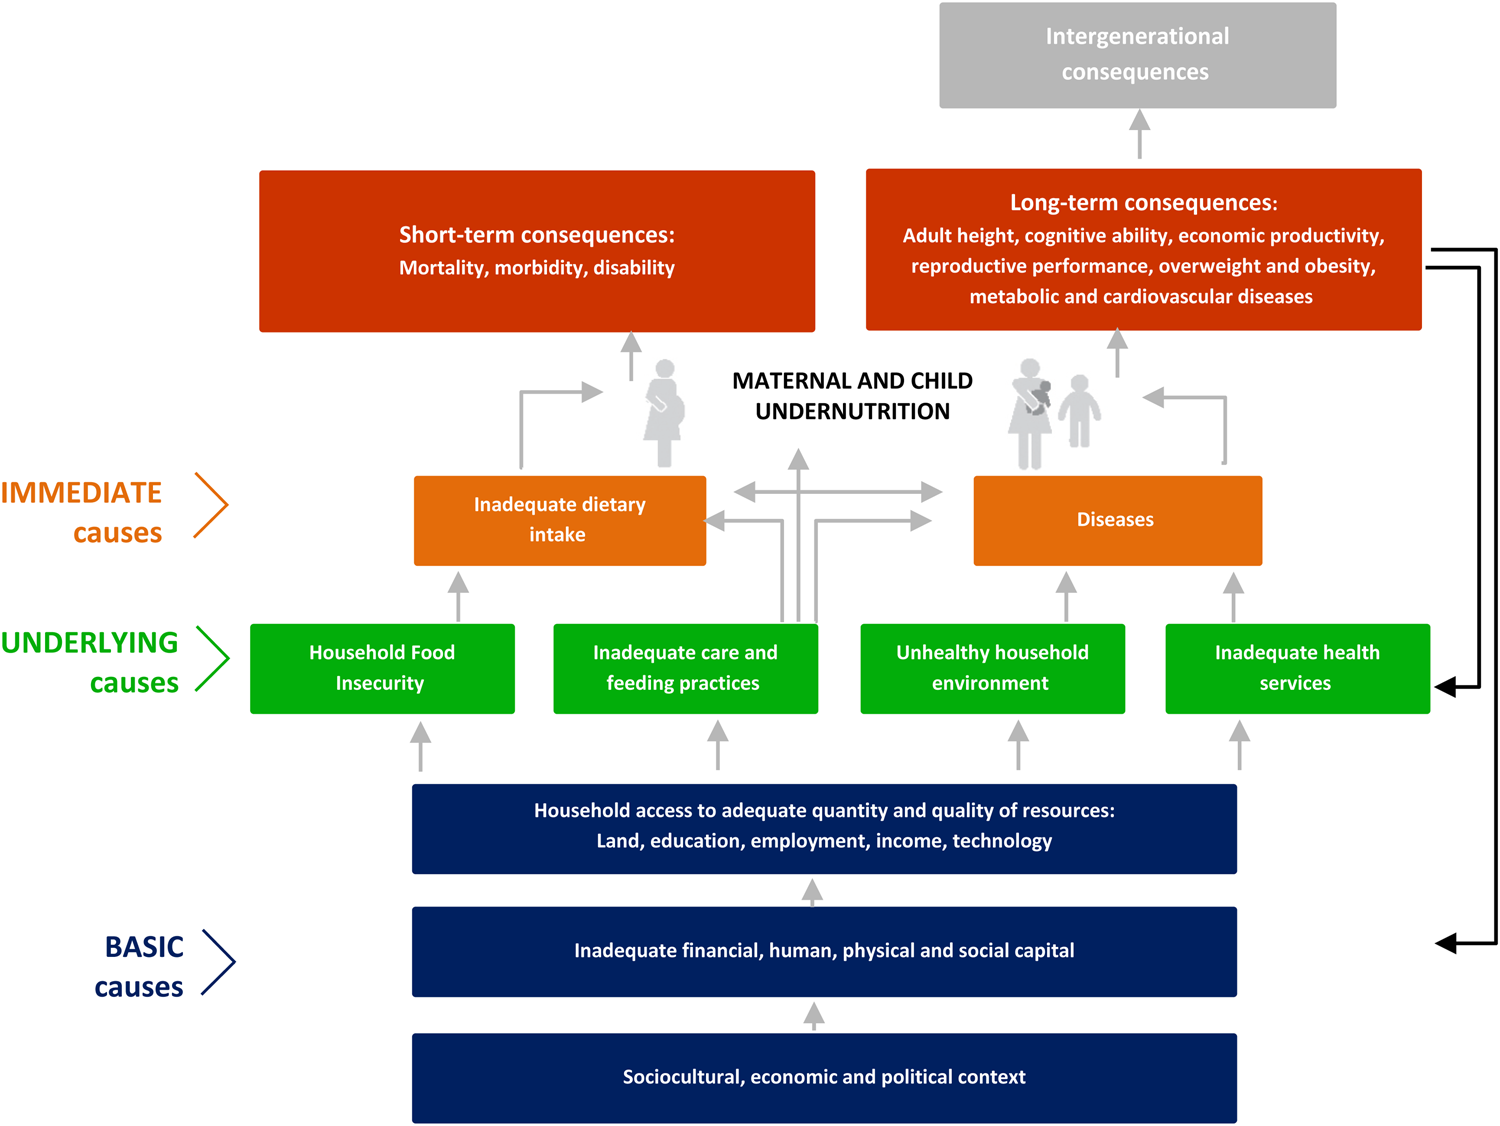 Intergenerational
consequences
Short-term consequences:
Mortality, morbidity, disability
Long-term consequences:
Adult height, cognitive ability, economic productivity,
reproductive performance, overweight and obesity,
metabolic and cardiovascular diseases
MATERNAL AND CHILD
UNDERNUTRITION
IMMEDIATE
causes
Inadequate dietary
intake
Diseases
UNDERLYING
causes
Household Food
Insecurity
Inadequate care and
feeding practices
Unhealthy household
environment
Inadequate health
services
Household access to adequate quantity and quality of resources:
Land, education, employment, income, technology
BASIC
causes
Inadequate financial, human, physical and social capital
Sociocultural, economic and political context